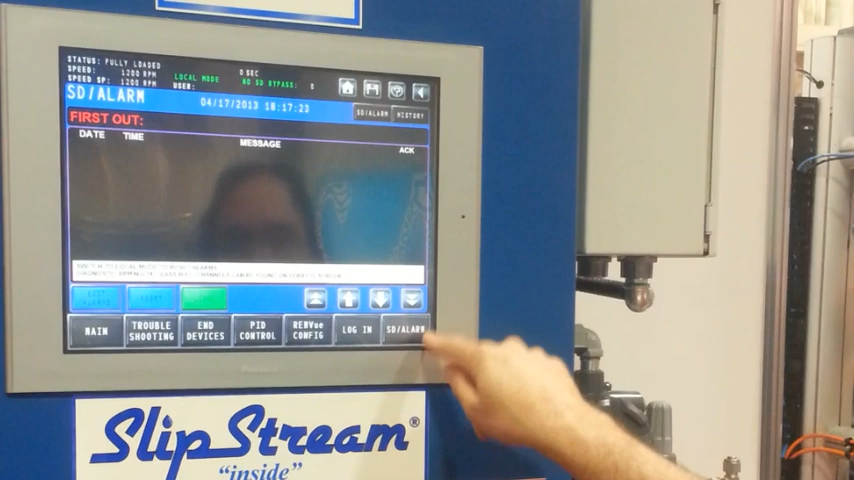 STATUS: FULLY LOADED
SPEED: 1200 RPM
SPEED SP: 1200 RPM
LOCAL MODE
USER:
0 SEC
NO SD BYPASS: 0
SD/ALARM
04/17/2013 18:17:23
SD/ALARM
HISTORY
FIRST OUT:
DATE TIME MESSAGE ACK
MAIN
TROUBLE SHOOTING
END DEVICES
PID CONTROL
REMVue CONFIG
LOG IN
SD/ALARM
SlipStream®
"inside"